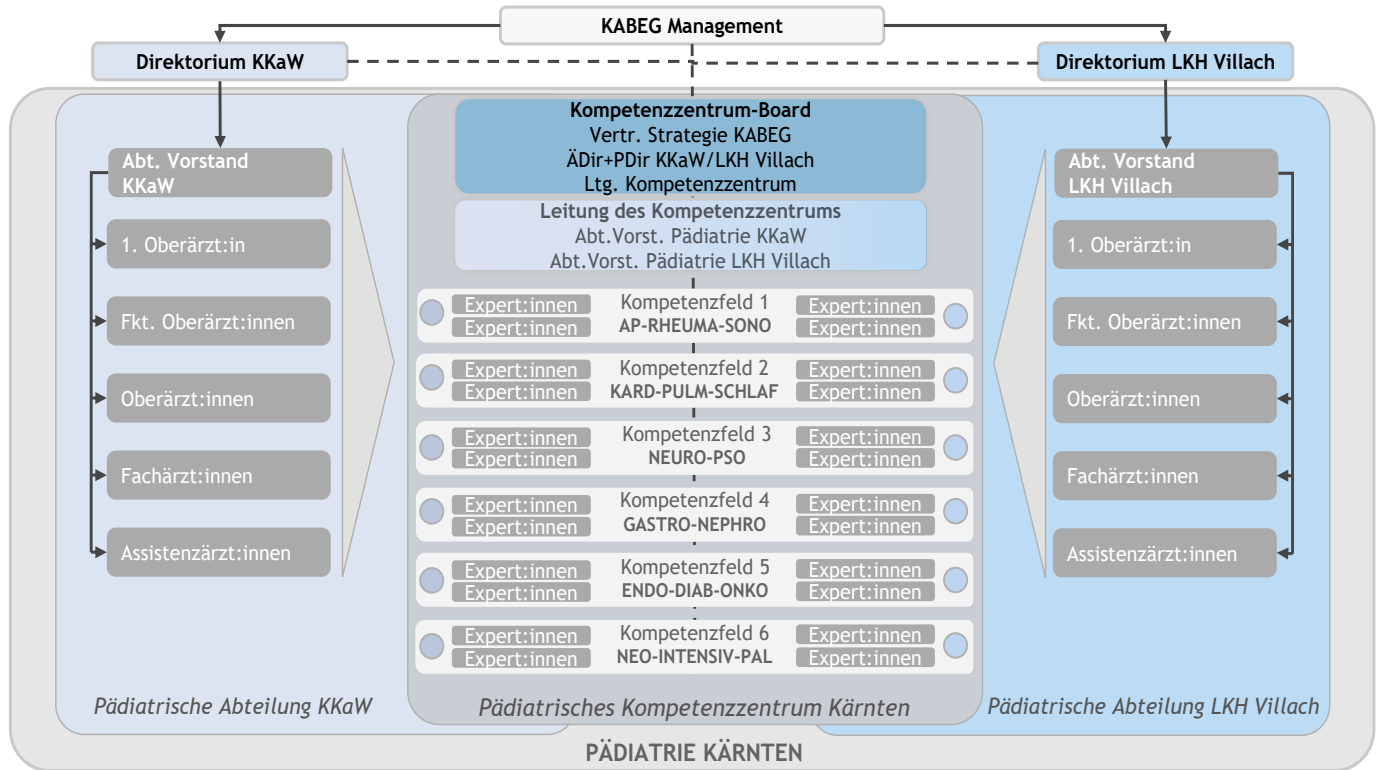 KABEG Management
Direktorium KKaW
Direktorium LKH Villach
Abt. Vorstand
KKaW
1. Oberärzt:in
Fkt. Oberärzt:innen
Oberärzt:innen
Fachärzt:innen
Assistenzärzt:innen
Pädiatrische Abteilung KKaW
Kompetenzzentrum-Board
Vertr. Strategie KABEG
ÄDir+PDir KKaW/LKH Villach
Ltg. Kompetenzzentrum
Leitung des Kompetenzzentrums
Abt.Vorst. Pädiatrie KKaW
Abt.Vorst. Pädiatrie LKH Villach
Expert:innen Kompetenzfeld 1 Expert:innen
Expert:innen AP-RHEUMA-SONO Expert:innen
Expert:innen Kompetenzfeld 2 Expert:innen
Expert:innen KARD-PULM-SCHLAF Expert:innen
Expert:innen Kompetenzfeld 3 Expert:innen
Expert:innen NEURO-PSO Expert:innen
Expert:innen Kompetenzfeld 4 Expert:innen
Expert:innen GASTRO-NEPHRO Expert:innen
Expert:innen Kompetenzfeld 5 Expert:innen
Expert:innen ENDO-DIAB-ONKO Expert:innen
Expert:innen Kompetenzfeld 6 Expert:innen
Expert:innen NEO-INTENSIV-PAL Expert:innen
Pädiatrisches Kompetenzzentrum Kärnten
Abt. Vorstand
LKH Villach
1. Oberärzt:in
Fkt. Oberärzt:innen
Oberärzt:innen
Fachärzt:innen
Assistenzärzt:innen
Pädiatrische Abteilung LKH Villach
PÄDIATRIE KÄRNTEN